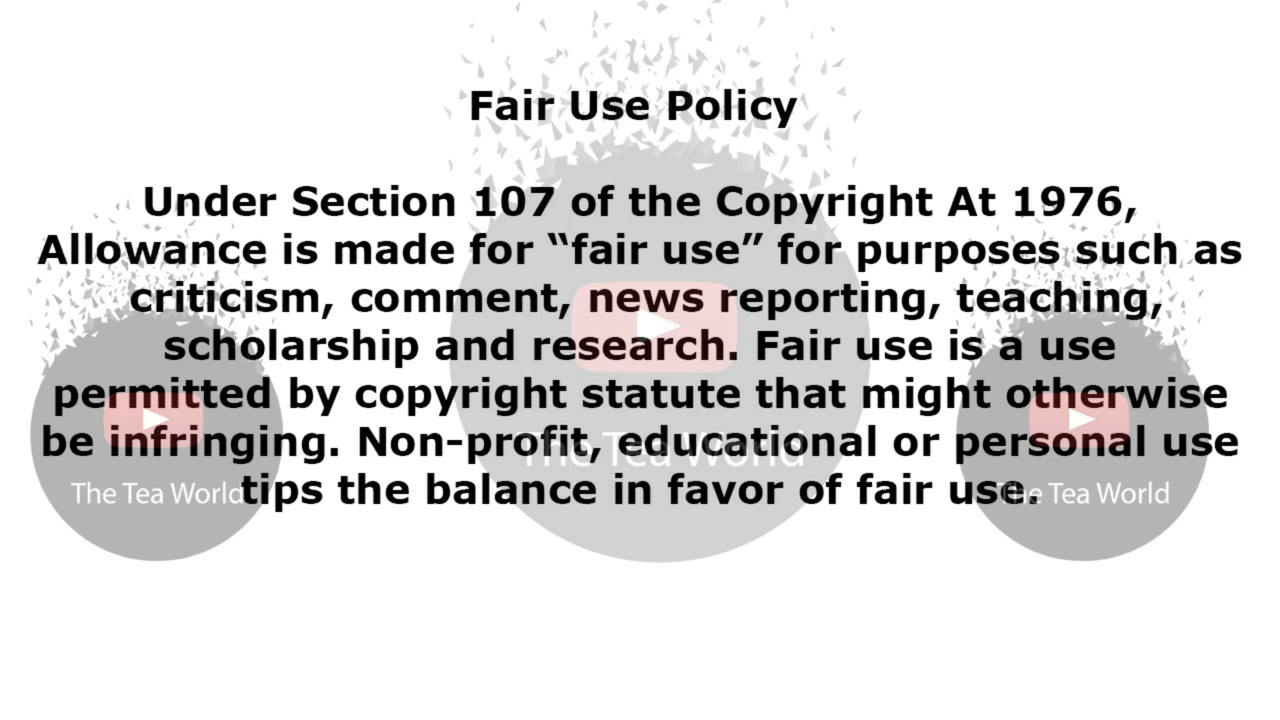 Fair Use Policy
Under Section 107 of the Copyright At 1976,
Allowance is made for “fair use” for purposes such as
criticism, comment, news reporting, teaching,
scholarship and research. Fair use is a use
permitted by copyright statute that might otherwise
be infringing. Non-profit, educational or personal use
tips the balance in favor of fair use.
The Tea World
The Tea World
The Tea World